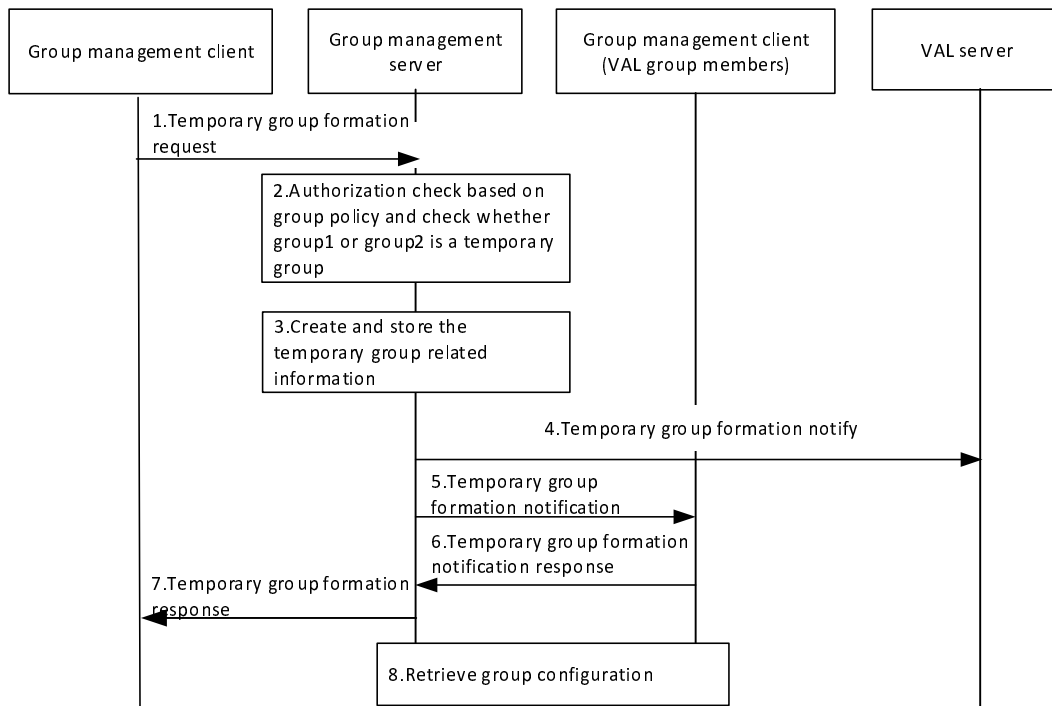 Group management client
Group management
server
Group management client
(VAL group members)
VAL server
1.Temporary group formation
request
2.Authorization check based on
group policy and check whether
group1 or group2 is a temporary
group
3.Create and store the
temporary group related
information
4.Temporary group formation notify
5.Temporary group
formation notification
6.Temporary group formation
notification response
7.Temporary group formation
response
8.Retrieve group configuration